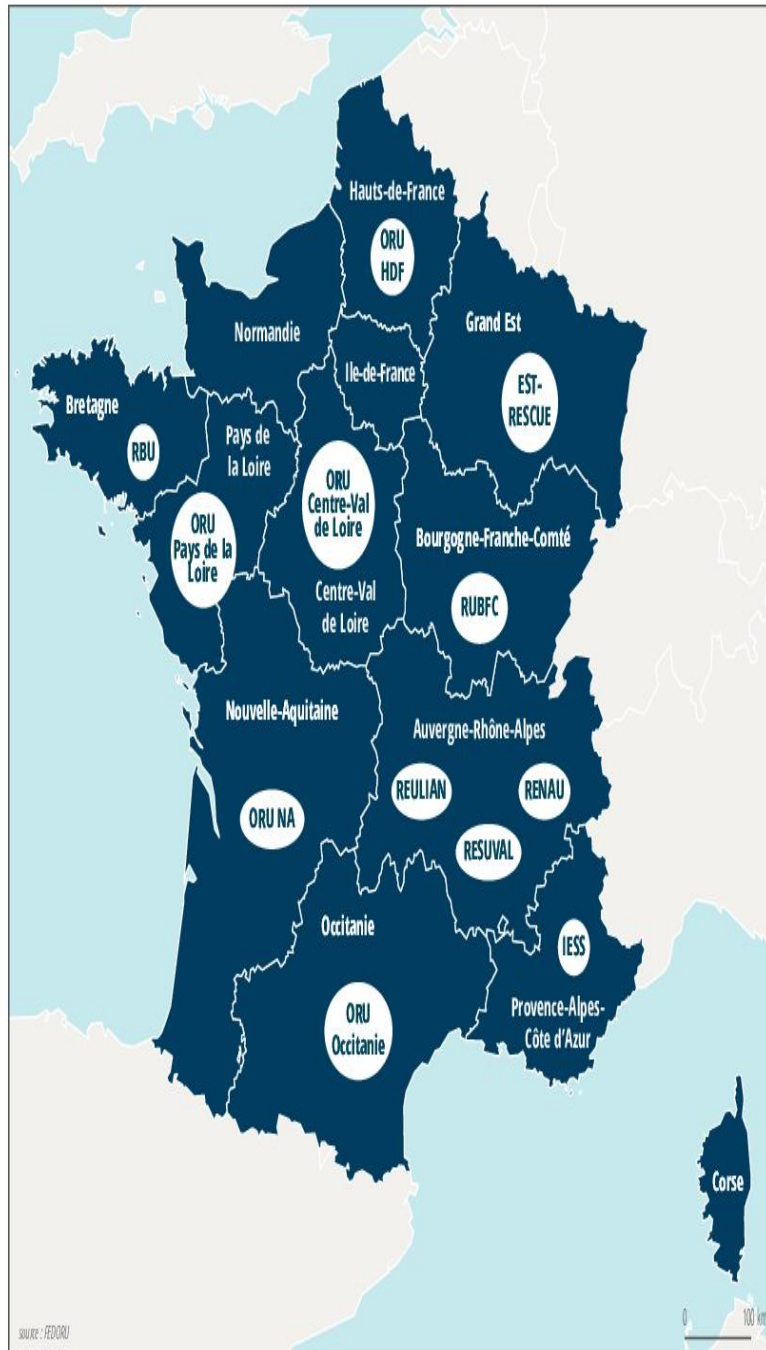 Hauts-de-France
ORU
HDF
Normandie
Grand Est
Ile-de-France
EST-
RESCUE
Bretagne
RBU
Pays de
la Loire
ORU
Centre-Val
de Loire
ORU
Pays de la
Loire
Bourgogne-Franche-Comté
Centre-Val
de Loire
RUBFC
Nouvelle-Aquitaine
Auvergne-Rhône-Alpes
REULIAN
RENAU
ORU NA
RESUVAL
Occitanie
IESS
ORU
Occitanie
Provence-Alpes-
Côte d'Azur
Corse
0 100 km
source : FEDORU